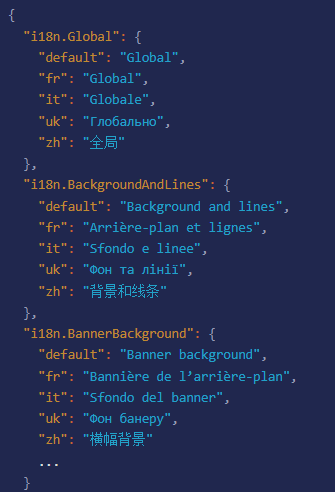 {
"i18n.Global": {
"default": "Global",
"fr": "Global",
"it": "Globale",
"uk": "Глобально",
"zh": "全局"
},
"i18n.BackgroundAndLines": {
"default": "Background and lines",
"fr": "Arrière-plan et lignes",
"it": "Sfondo e linee",
"uk": "Фон та лінії",
"zh": "背景和线条"
},
"i18n.BannerBackground": {
"default": "Banner background",
"fr": "Bannière de l’arrière-plan",
"it": "Sfondo del banner",
"uk": "Фон банеру",
"zh": "横幅背景"
...
}